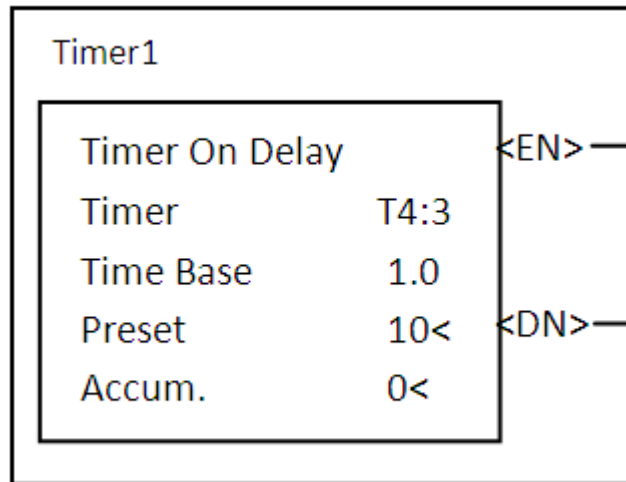 Timer1
Timer On Delay <EN>
Timer T4:3
Time Base 1.0
Preset 10< <DN>
Accum. 0<